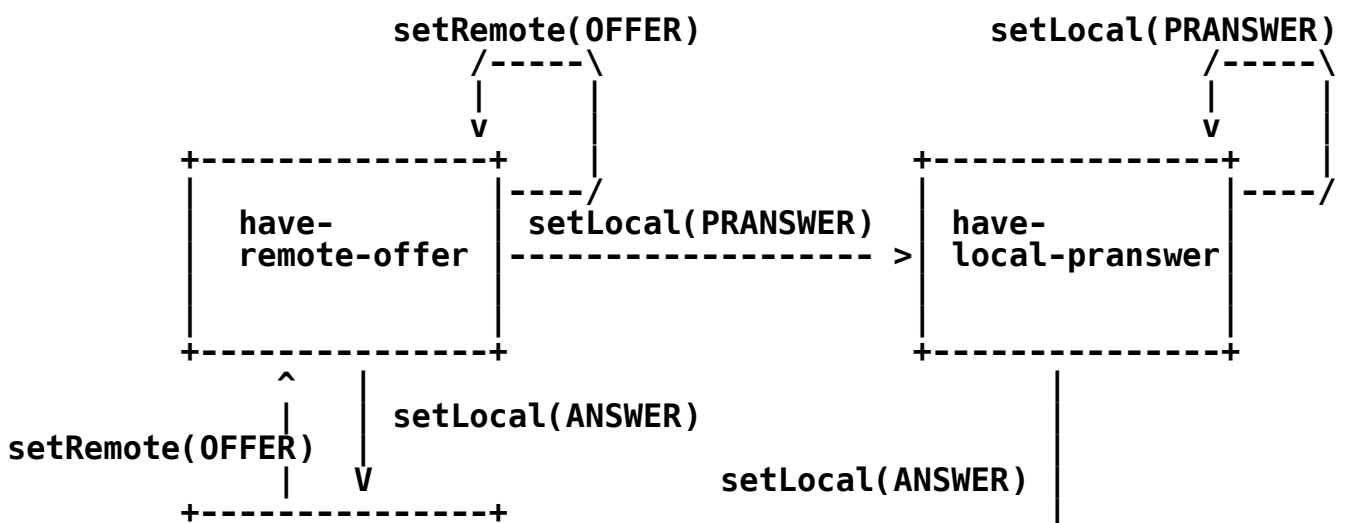 setRemote(OFFER) setLocal(PRANSWER)
have- setLocal(PRANSWER) have-
remote-offer local-pranswer
setLocal(ANSWER)
setRemote(OFFER)
setLocal(ANSWER)